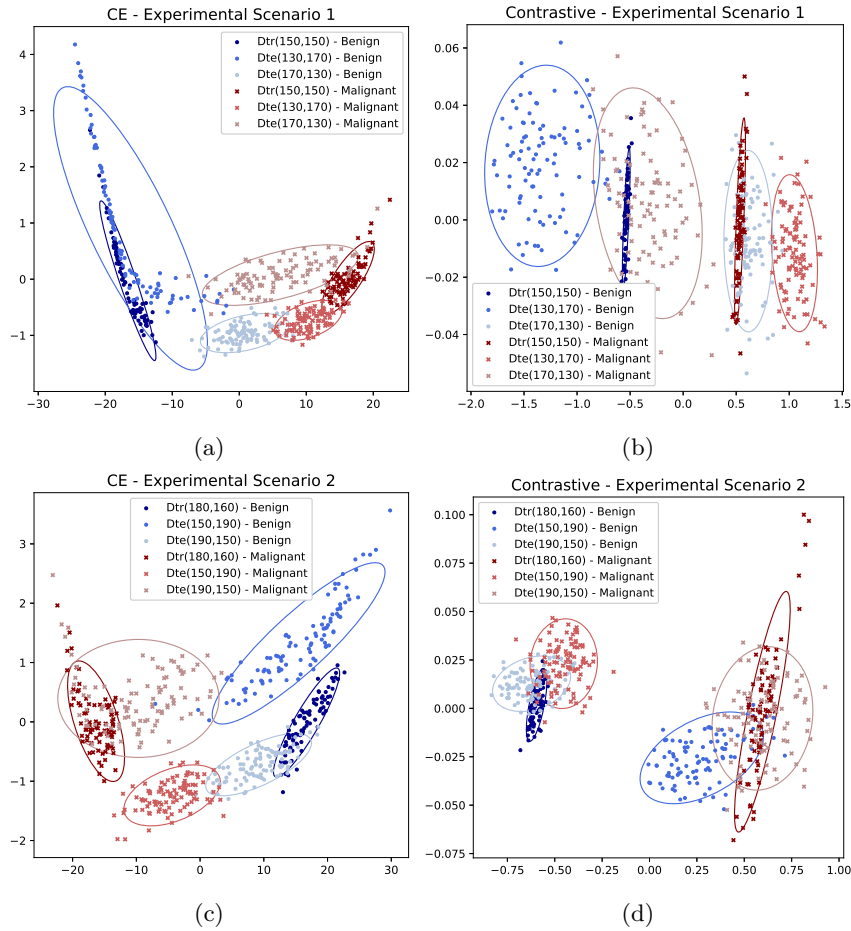 CE - Experimental Scenario 1
4
3
2
1
0
−1
−30
−20
−10
0
10
20
Dtr(150,150) - Benign
Dte(130,170) - Benign
Dte(170,130) - Benign
Dtr(150,150) - Malignant
Dte(130,170) - Malignant
Dte(170,130) - Malignant
(a)
Contrastive - Experimental Scenario 1
0.06
0.04
0.02
0.00
−0.02
−0.04
−2.0
−1.5
−1.0
−0.5
0.0
0.5
1.0
1.5
Dtr(150,150) - Benign
Dte(130,170) - Benign
Dte(170,130) - Benign
Dtr(150,150) - Malignant
Dte(130,170) - Malignant
Dte(170,130) - Malignant
(b)
CE - Experimental Scenario 2
3
2
1
0
−1
−2
−20
−10
0
10
20
30
Dtr(180,160) - Benign
Dte(150,190) - Benign
Dte(190,150) - Benign
Dtr(180,160) - Malignant
Dte(150,190) - Malignant
Dte(190,150) - Malignant
(c)
Contrastive - Experimental Scenario 2
0.100
0.075
0.050
0.025
0.000
−0.025
−0.050
−0.075
−0.75
−0.50
−0.25
0.00
0.25
0.50
0.75
1.00
Dtr(180,160) - Benign
Dte(150,190) - Benign
Dte(190,150) - Benign
Dtr(180,160) - Malignant
Dte(150,190) - Malignant
Dte(190,150) - Malignant
(d)